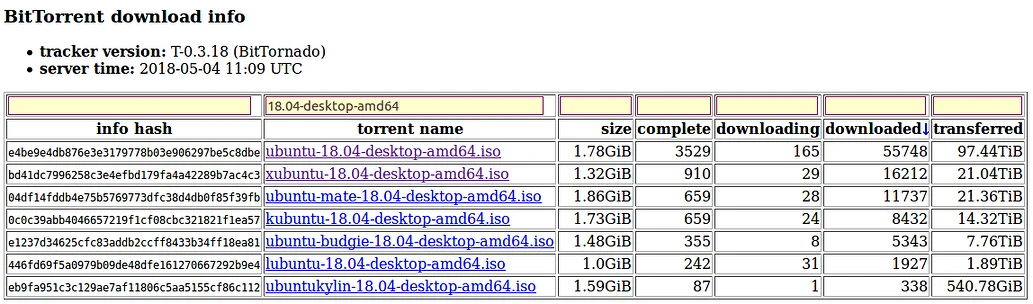 BitTorrent download info
• tracker version: T-0.3.18 (BitTornado)
• server time: 2018-05-04 11:09 UTC
18.04-desktop-amd64
info hash torrent name size complete downloading downloaded↓ transferred
e4be9e4db876e3e3179778b03e906297be5c8dbe ubuntu-18.04-desktop-amd64.iso 1.78GiB 3529 165 55748 97.44TiB
bd41dc7996258c3e4efbd179fa4a42289b7ac4c3 xubuntu-18.04-desktop-amd64.iso 1.32GiB 910 29 16212 21.04TiB
04df14fddb4e75b5769773dfc38d4db0f85f39fb ubuntu-mate-18.04-desktop-amd64.iso 1.86GiB 659 28 11737 21.36TiB
0c0c39abb4046657219f1cf08cbc321821f1ea57 kubuntu-18.04-desktop-amd64.iso 1.73GiB 659 24 8432 14.32TiB
e1237d34625cfc83addb2ccff8433b34ff18ea81 ubuntu-budgie-18.04-desktop-amd64.iso 1.48GiB 355 8 5343 7.76TiB
446fd69f5a0979b09de48dfe161270667292b9e4 lubuntu-18.04-desktop-amd64.iso 1.0GiB 242 31 1927 1.89TiB
eb9fa951c3c129ae7af11806c5aa5155cf86c112 ubuntukylin-18.04-desktop-amd64.iso 1.59GiB 87 1 338 540.78GiB